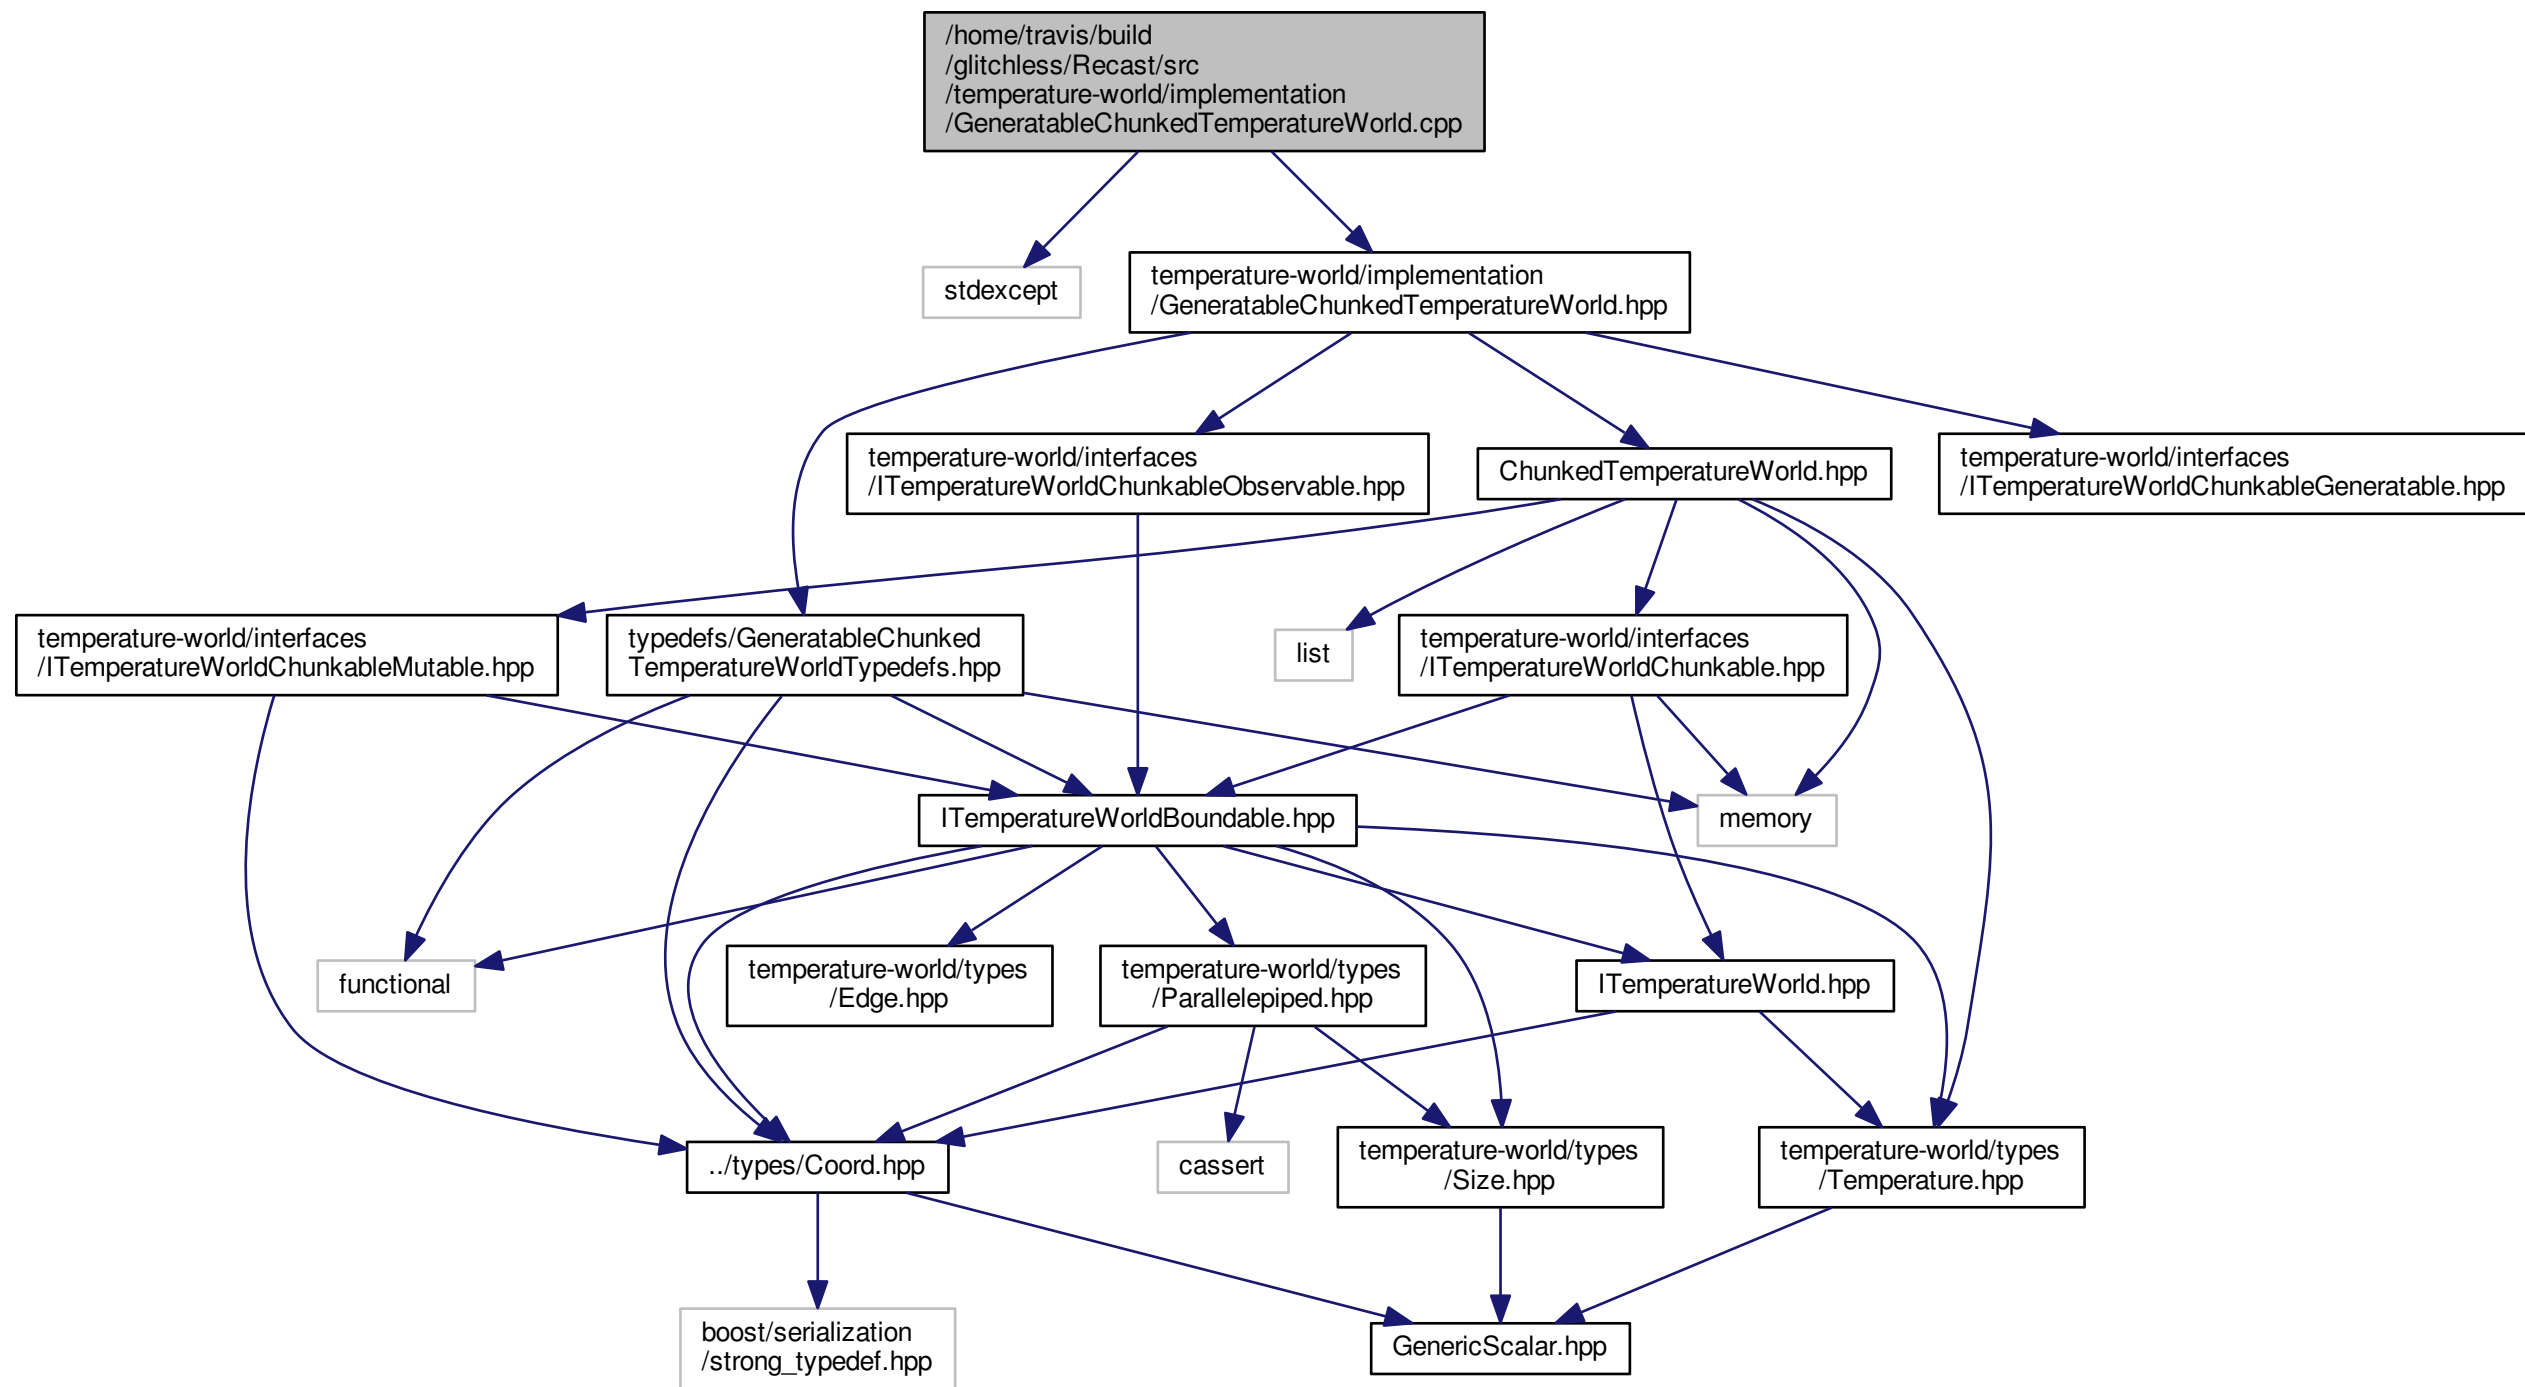 /home/travis/build
/glitchless/Recast/src
/temperature-world/implementation
/GeneratableChunkedTemperatureWorld.cpp
stdexcept
temperature-world/implementation
/GeneratableChunkedTemperatureWorld.hpp
temperature-world/interfaces
/ITemperatureWorldChunkableObservable.hpp
ChunkedTemperatureWorld.hpp
temperature-world/interfaces
/ITemperatureWorldChunkableGeneratable.hpp
temperature-world/interfaces
/ITemperatureWorldChunkableMutable.hpp
typedefs/GeneratableChunked
TemperatureWorldTypedefs.hpp
list
temperature-world/interfaces
/ITemperatureWorldChunkable.hpp
ITemperatureWorldBoundable.hpp
memory
functional
temperature-world/types
/Edge.hpp
temperature-world/types
/Parallelepiped.hpp
ITemperatureWorld.hpp
../types/Coord.hpp
cassert
temperature-world/types
/Size.hpp
temperature-world/types
/Temperature.hpp
boost/serialization
/strong_typedef.hpp
GenericScalar.hpp